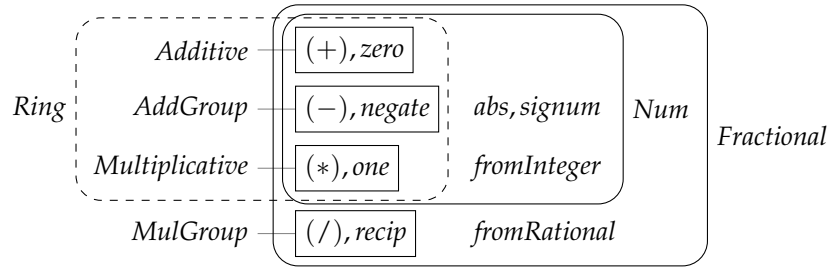 Additive (+), zero
Ring AddGroup (−), negate abs, signum Num
Fractional
Multiplicative (∗), one fromInteger
MulGroup (/), recip fromRational